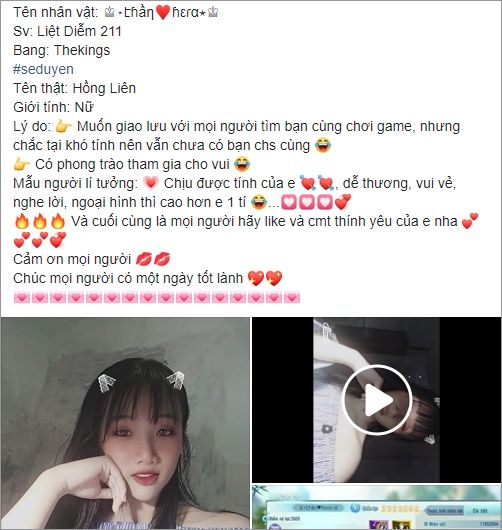 Tên nhân vật: ♔⋆էɦầη❤️ɦεrα⋆☆
Sv: Liệt Diễm 211
Bang: Thekings
#seduyen
Tên thật: Hồng Liên
Giới tính: Nữ
Lý do: 👉 Muốn giao lưu với mọi người tìm bạn cùng chơi game, nhưng
chắc tại khó tính nên vẫn chưa có bạn chs cùng 😂
👉 Có phong trào tham gia cho vui 😂
Mẫu người lí tưởng: 💗 Chịu được tính của e 💘💘, dễ thương, vui vẻ,
nghe lời, ngoại hình thì cao hơn e 1 tí 😂...💟💟💟💕
🔥🔥🔥 Và cuối cùng là mọi người hãy like và cmt thính yêu của e nha 💕
💕💕💕
Cảm ơn mọi người 💋💋
Chúc mọi người có một ngày tốt lành 💖💖
💗💗💗💗💗💗💗💗💗💗💗💗💗💗💗💗